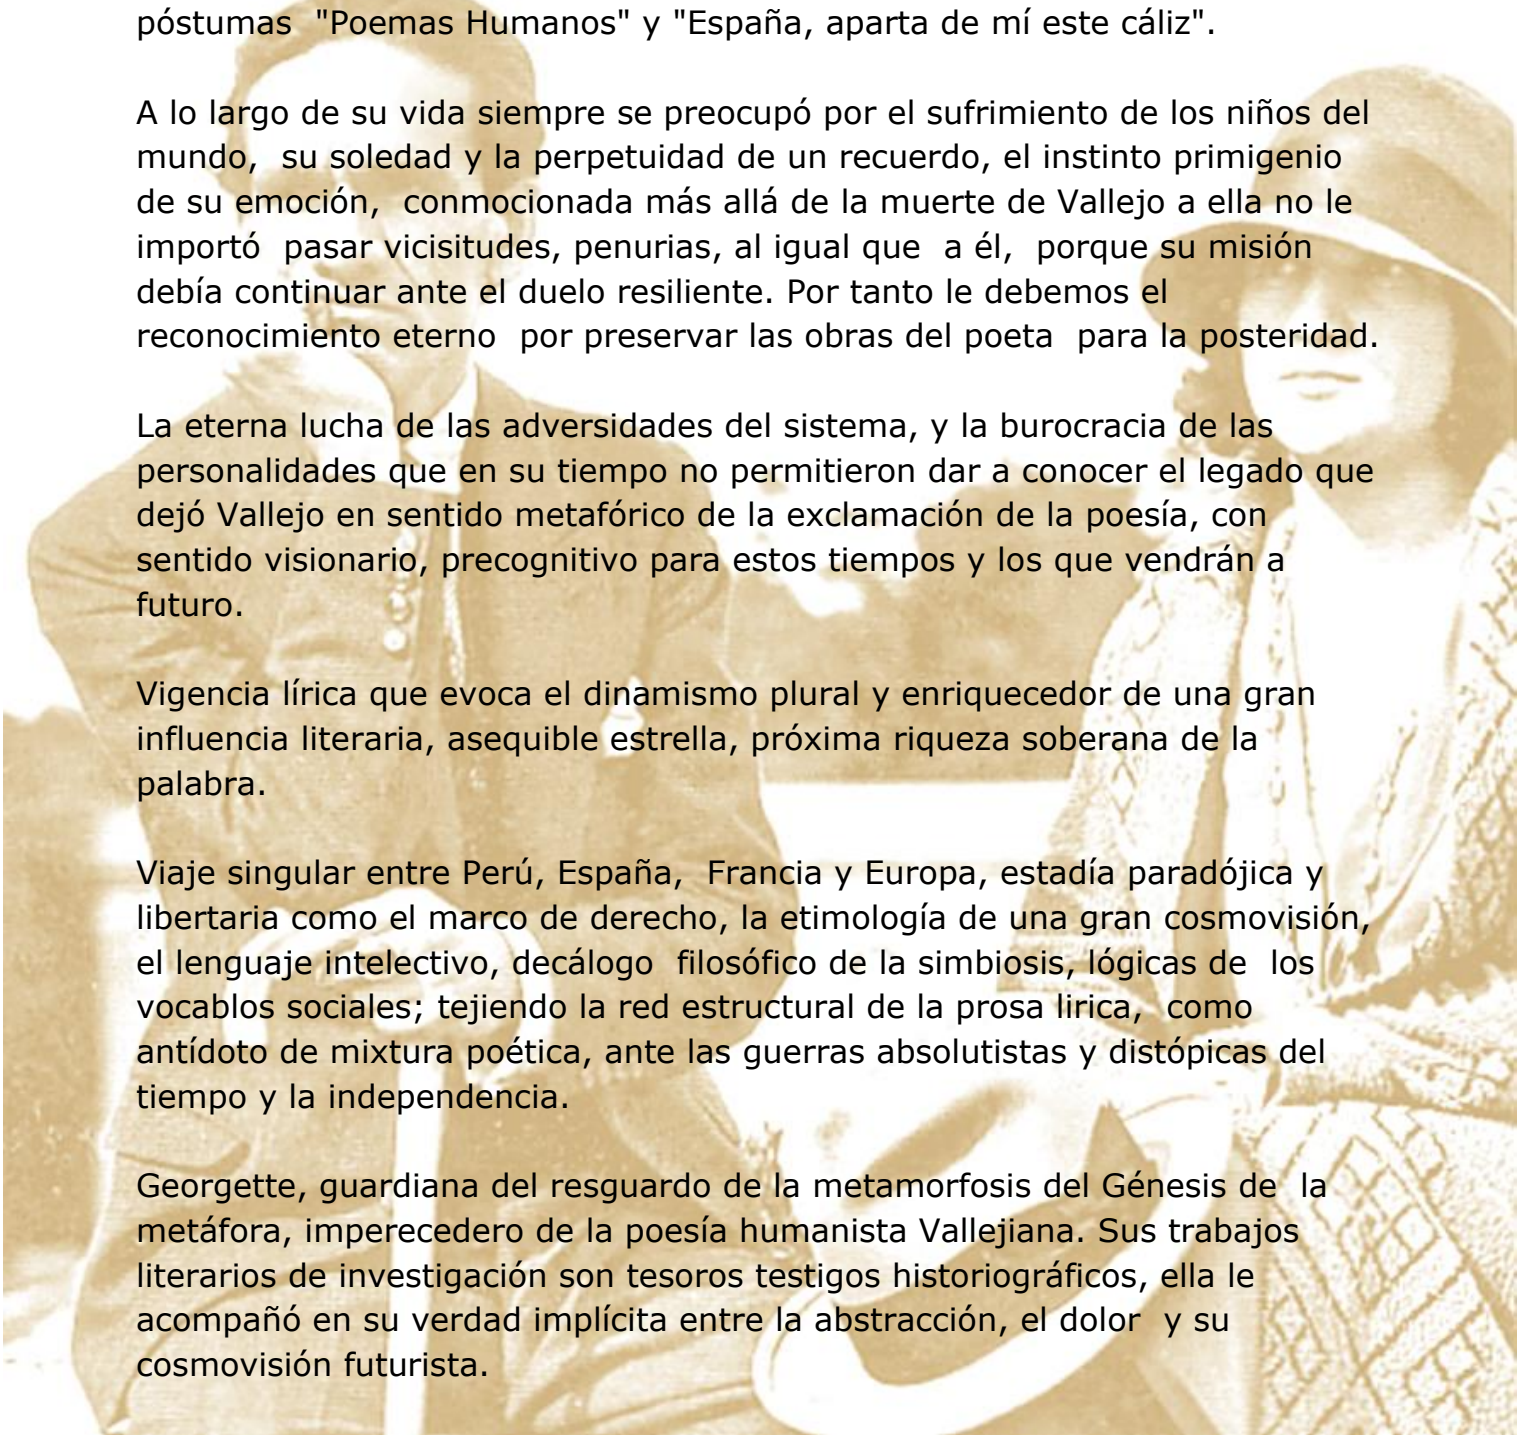 póstumas  "Poemas Humanos" y "España, aparta de mí este cáliz".
A lo largo de su vida siempre se preocupó por el sufrimiento de los niños del
mundo,  su soledad y la perpetuidad de un recuerdo, el instinto primigenio
de su emoción,  conmocionada más allá de la muerte de Vallejo a ella no le
importó  pasar vicisitudes, penurias, al igual que  a él,  porque su misión
debía continuar ante el duelo resiliente. Por tanto le debemos el
reconocimiento eterno  por preservar las obras del poeta  para la posteridad.
La eterna lucha de las adversidades del sistema, y la burocracia de las
personalidades que en su tiempo no permitieron dar a conocer el legado que
dejó Vallejo en sentido metafórico de la exclamación de la poesía, con
sentido visionario, precognitivo para estos tiempos y los que vendrán a
futuro.
Vigencia lírica que evoca el dinamismo plural y enriquecedor de una gran
influencia literaria, asequible estrella, próxima riqueza soberana de la
palabra.
Viaje singular entre Perú, España,  Francia y Europa, estadía paradójica y
libertaria como el marco de derecho, la etimología de una gran cosmovisión,
el lenguaje intelectivo, decálogo  filosófico de la simbiosis, lógicas de  los
vocablos sociales; tejiendo la red estructural de la prosa lirica,  como
antídoto de mixtura poética, ante las guerras absolutistas y distópicas del
tiempo y la independencia.
Georgette, guardiana del resguardo de la metamorfosis del Génesis de  la
metáfora, imperecedero de la poesía humanista Vallejiana. Sus trabajos
literarios de investigación son tesoros testigos historiográficos, ella le
acompañó en su verdad implícita entre la abstracción, el dolor  y su
cosmovisión futurista.